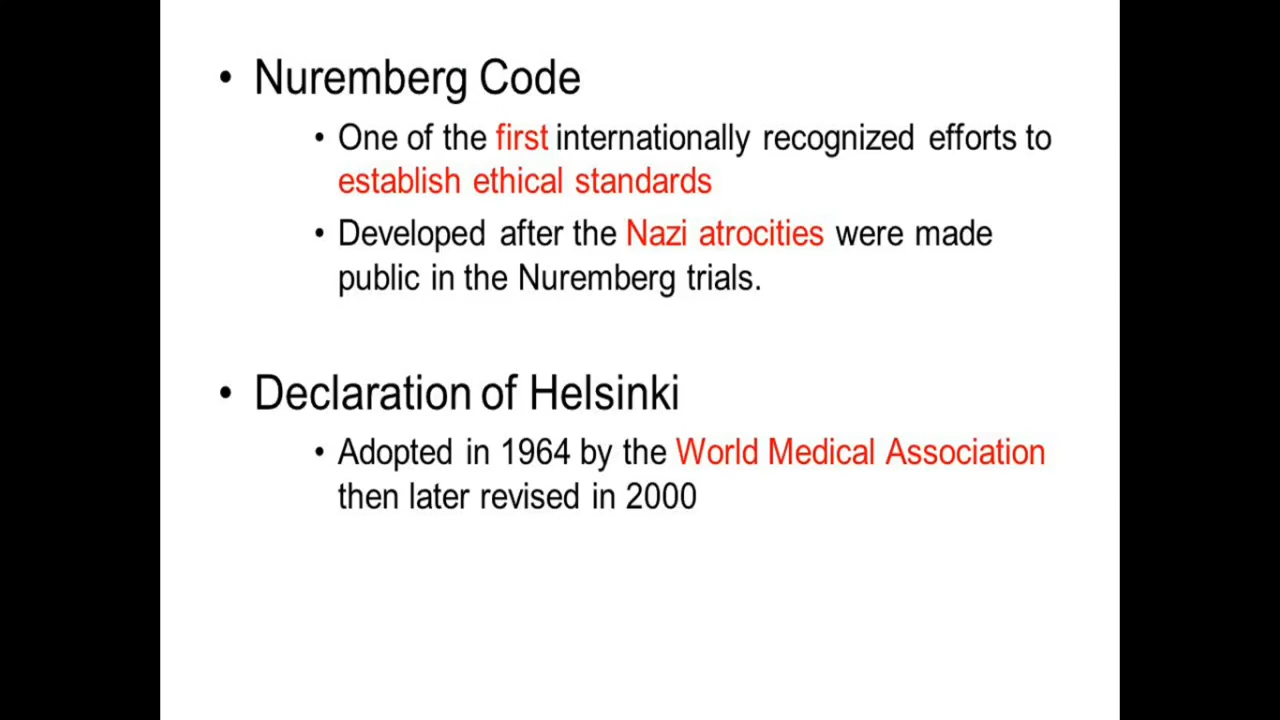 • Nuremberg Code
• One of the first internationally recognized efforts to
establish ethical standards
• Developed after the Nazi atrocities were made
public in the Nuremberg trials.
• Declaration of Helsinki
• Adopted in 1964 by the World Medical Association
then later revised in 2000